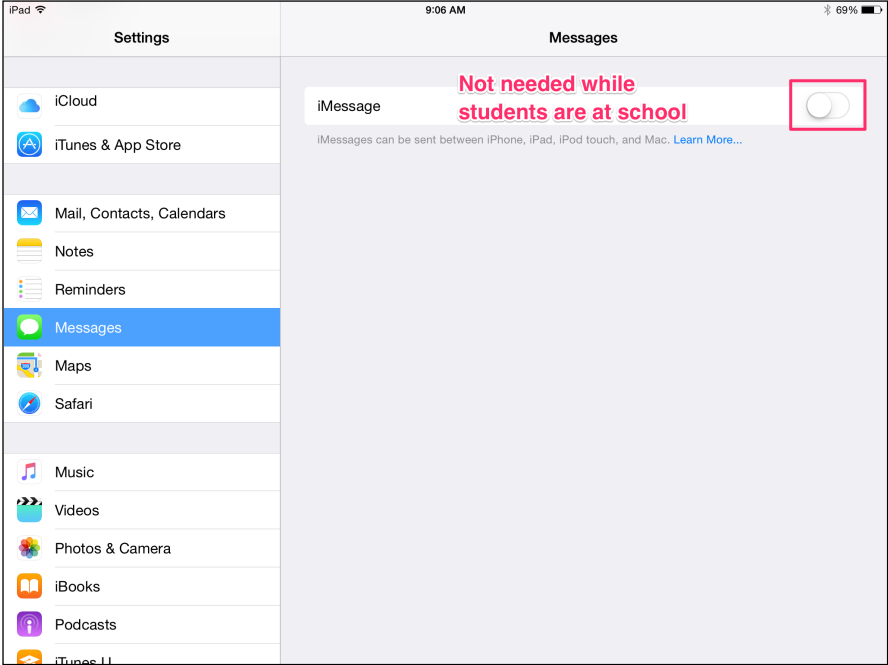 iPad
9:06 AM
69%
Settings
Messages
iCloud
iTunes & App Store
Mail, Contacts, Calendars
Notes
Reminders
Messages
Maps
Safari
Music
Videos
Photos & Camera
iBooks
Podcasts
iTunes U
iMessage
Not needed while
students are at school
iMessages can be sent between iPhone, iPad, iPod touch, and Mac. Learn More...